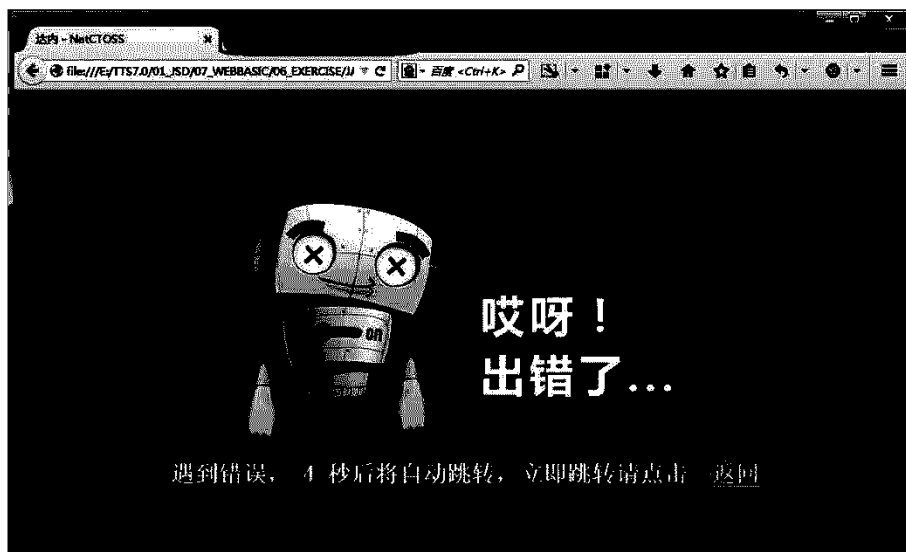 达内 - NetCTOSS
file:///E:/TTS7.0/01_JSD/07_WEBBASIC/06_EXERCISE/JJ
百度 <Ctrl+K>
ON
哎呀！
出错了...
遇到错误， 4 秒后将自动跳转，立即跳转请点击 返回